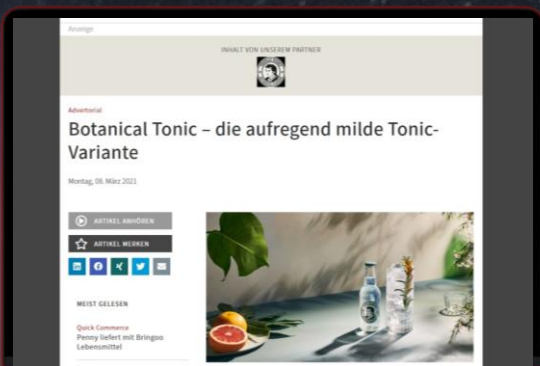 Anzeige
INHALT VON UNSEREM PARTNER
Advertorial
Botanical Tonic – die aufregend milde Tonic-
Variante
Montag, 08. März 2021
ARTIKEL ANHÖREN
ARTIKEL MERKEN
MEIST GELESEN
Quick Commerce
Penny liefert mit Bringoo
Lebensmittel